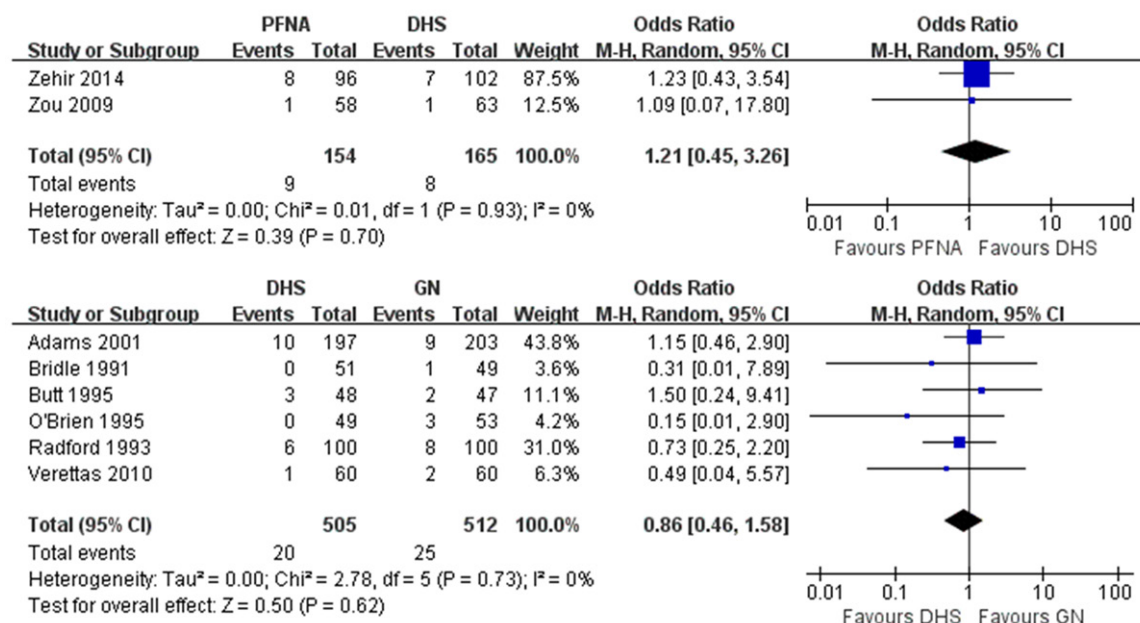 PFNA DHS Odds Ratio Odds Ratio
Study or Subgroup Events Total Events Total Weight M-H, Random, 95% CI M-H, Random, 95% CI
Zehir 2014 8 96 7 102 87.5% 1.23 [0.43, 3.54]
Zou 2009 1 58 1 63 12.5% 1.09 [0.07, 17.80]
Total (95% CI) 154 165 100.0% 1.21 [0.45, 3.26]
Total events 9 8
Heterogeneity: Tau² = 0.00; Chi² = 0.01, df = 1 (P = 0.93); I² = 0%
Test for overall effect: Z = 0.39 (P = 0.70)
0.01 0.1 1 10 100
Favours PFNA Favours DHS
DHS GN Odds Ratio Odds Ratio
Study or Subgroup Events Total Events Total Weight M-H, Random, 95% CI M-H, Random, 95% CI
Adams 2001 10 197 9 203 43.8% 1.15 [0.46, 2.90]
Bridle 1991 0 51 1 49 3.6% 0.31 [0.01, 7.89]
Butt 1995 3 48 2 47 11.1% 1.50 [0.24, 9.41]
O'Brien 1995 0 49 3 53 4.2% 0.15 [0.01, 2.90]
Radford 1993 6 100 8 100 31.0% 0.73 [0.25, 2.20]
Verettas 2010 1 60 2 60 6.3% 0.49 [0.04, 5.57]
Total (95% CI) 505 512 100.0% 0.86 [0.46, 1.58]
Total events 20 25
Heterogeneity: Tau² = 0.00; Chi² = 2.78, df = 5 (P = 0.73); I² = 0%
Test for overall effect: Z = 0.50 (P = 0.62)
0.01 0.1 1 10 100
Favours DHS Favours GN